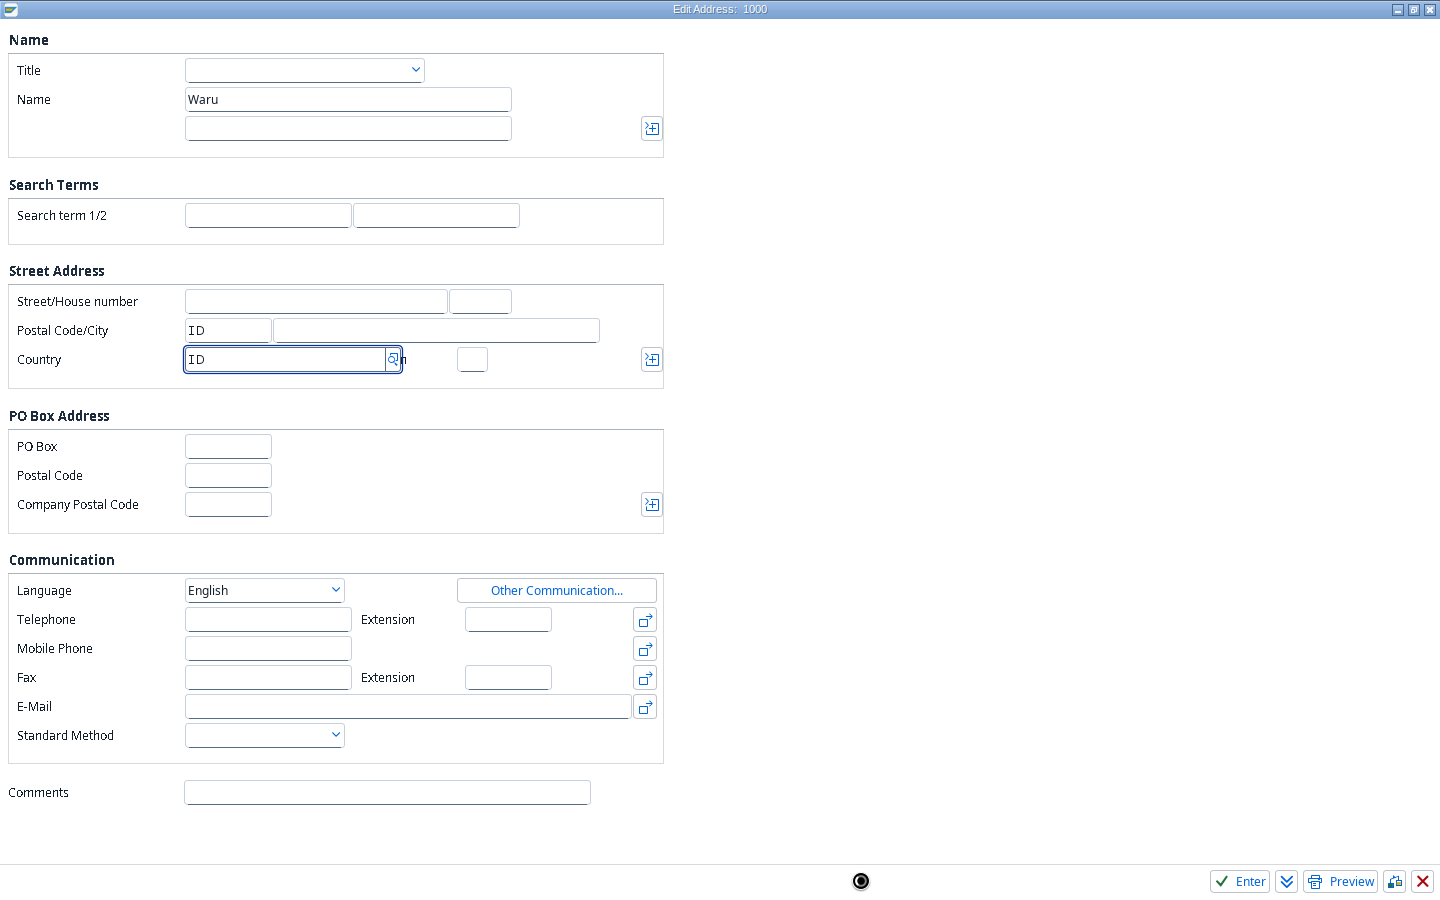 Edit Address: 1000
Name
Title
Name Waru
Search Terms
Search term 1/2
Street Address
Street/House number
Postal Code/City ID
Country ID
PO Box Address
PO Box
Postal Code
Company Postal Code
Communication
Language English Other Communication...
Telephone Extension
Mobile Phone
Fax Extension
E-Mail
Standard Method
Comments
Enter Preview